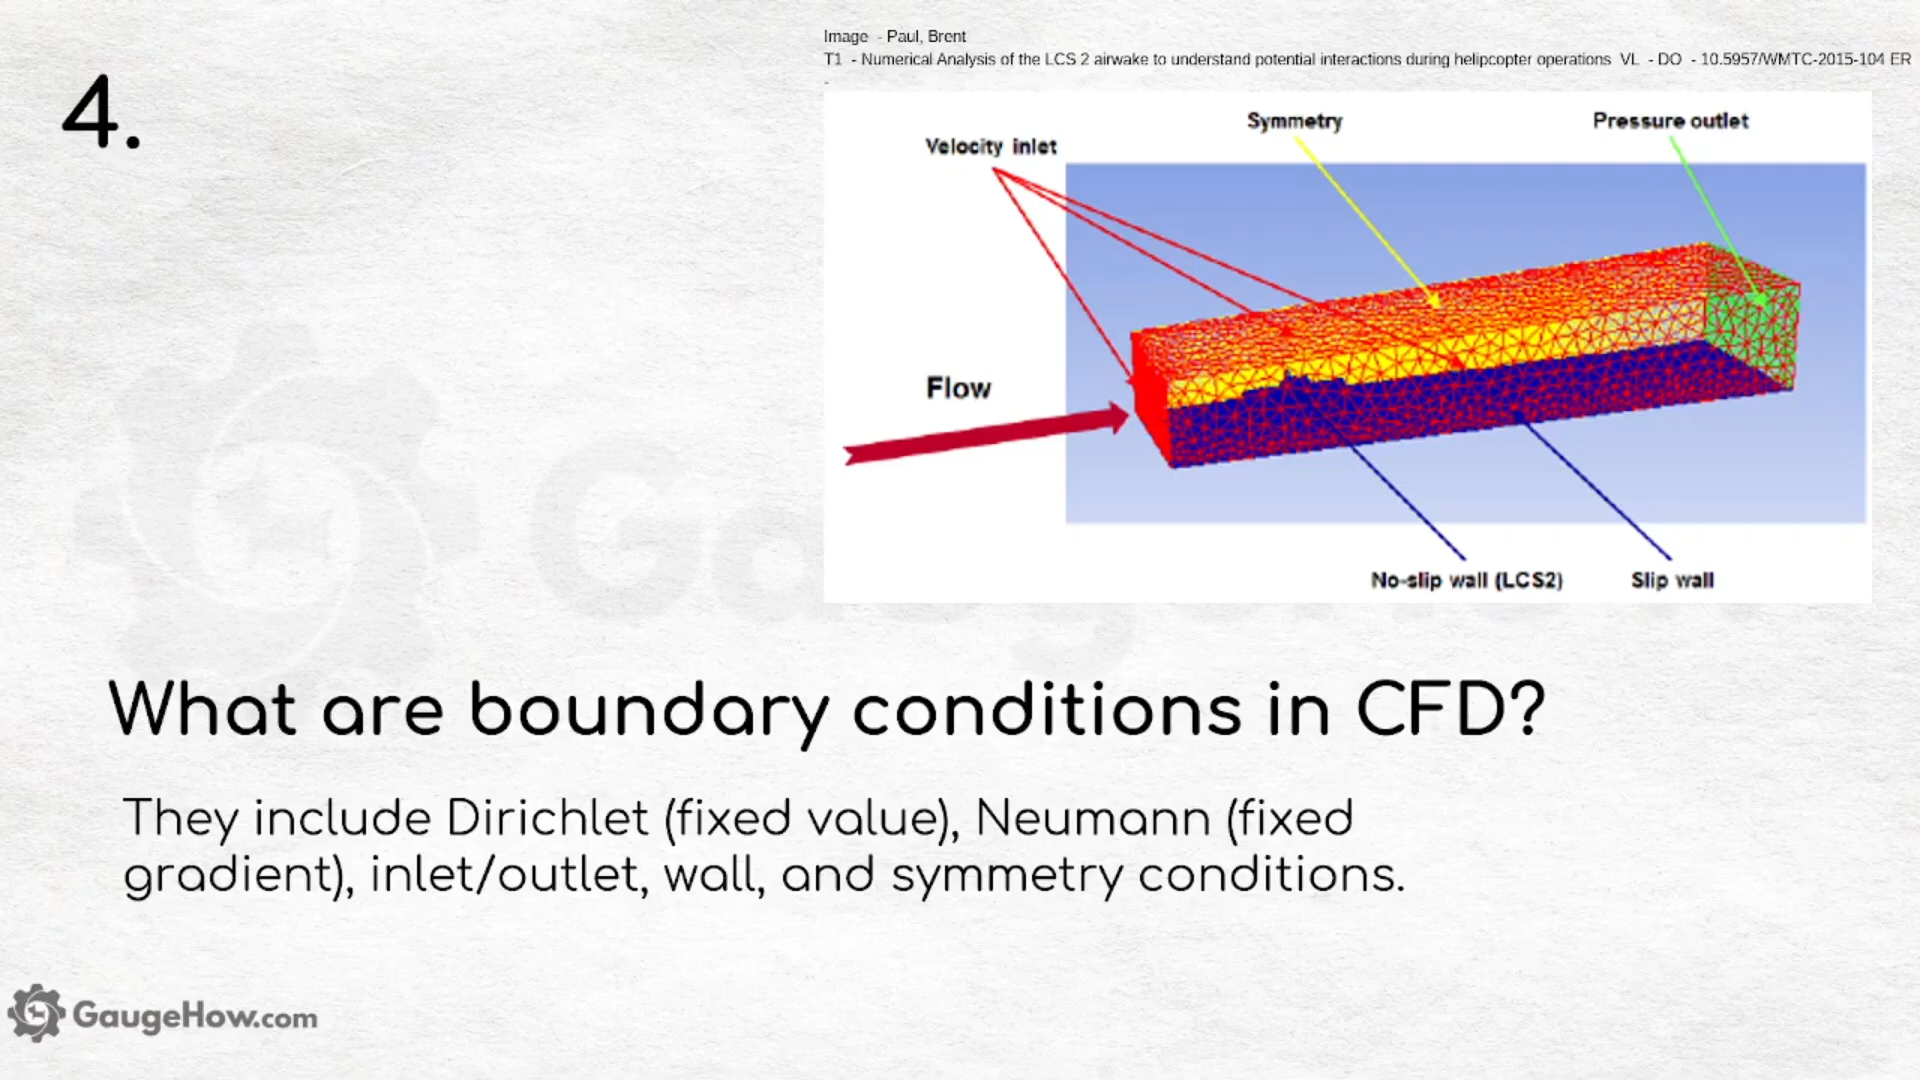 Image - Paul, Brent
T1 - Numerical Analysis of the LCS 2 airwake to understand potential interactions during helipcopter operations VL - DO - 10.5957/WMTC-2015-104 ER
-
4.
Symmetry
Pressure outlet
Velocity inlet
Flow
No-slip wall (LCS2)
Slip wall
What are boundary conditions in CFD?
They include Dirichlet (fixed value), Neumann (fixed
gradient), inlet/outlet, wall, and symmetry conditions.
GaugeHow.com